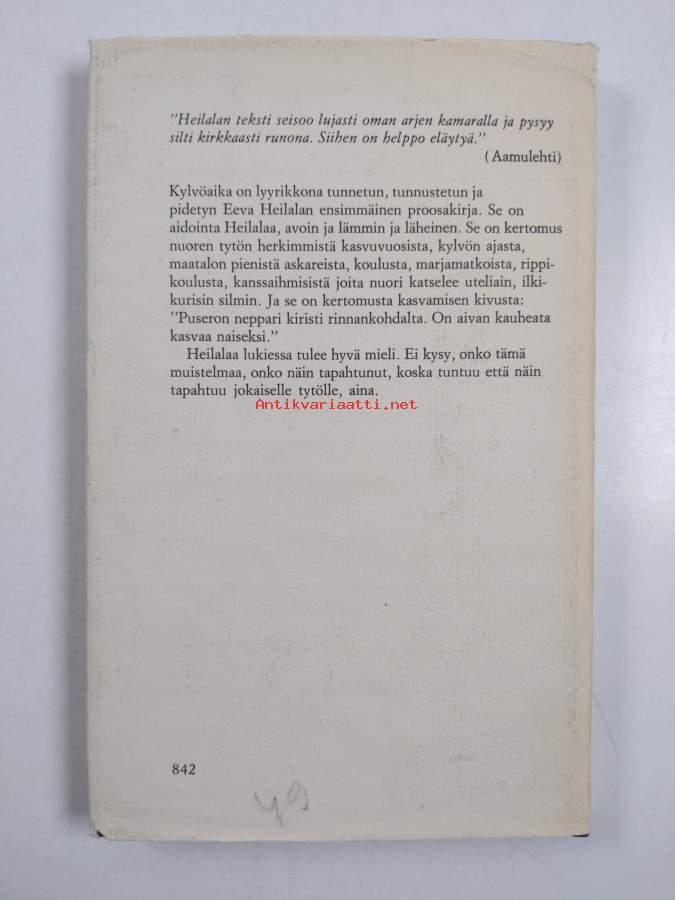 "Heilalan teksti seisoo lujasti oman arjen kamaralla ja pysyy
silti kirkkaasti runona. Siihen on helppo eläytyä."
(Aamulehti)
Kylvöaika on lyyrikkona tunnetun, tunnustetun ja
pidetyn Eeva Heilalan ensimmäinen proosakirja. Se on
aidointa Heilalaa, avoin ja lämmin ja läheinen. Se on kertomus
nuoren tytön herkimmistä kasvuvuosista, kylvön ajasta,
maatalon pienistä askareista, koulusta, marjamatkoista, rippi-
koulusta, kanssaihmisistä joita nuori katselee uteliain, ilki-
kurisin silmin. Ja se on kertomusta kasvamisen kivusta:
"Puseron neppari kiristi rinnankohdalta. On aivan kauheata
kasvaa naiseksi."
Heilalaa lukiessa tulee hyvä mieli. Ei kysy, onko tämä
muistelmaa, onko näin tapahtunut, koska tuntuu että näin
tapahtuu jokaiselle tytölle, aina.
Antikvariaatti.net
842
49